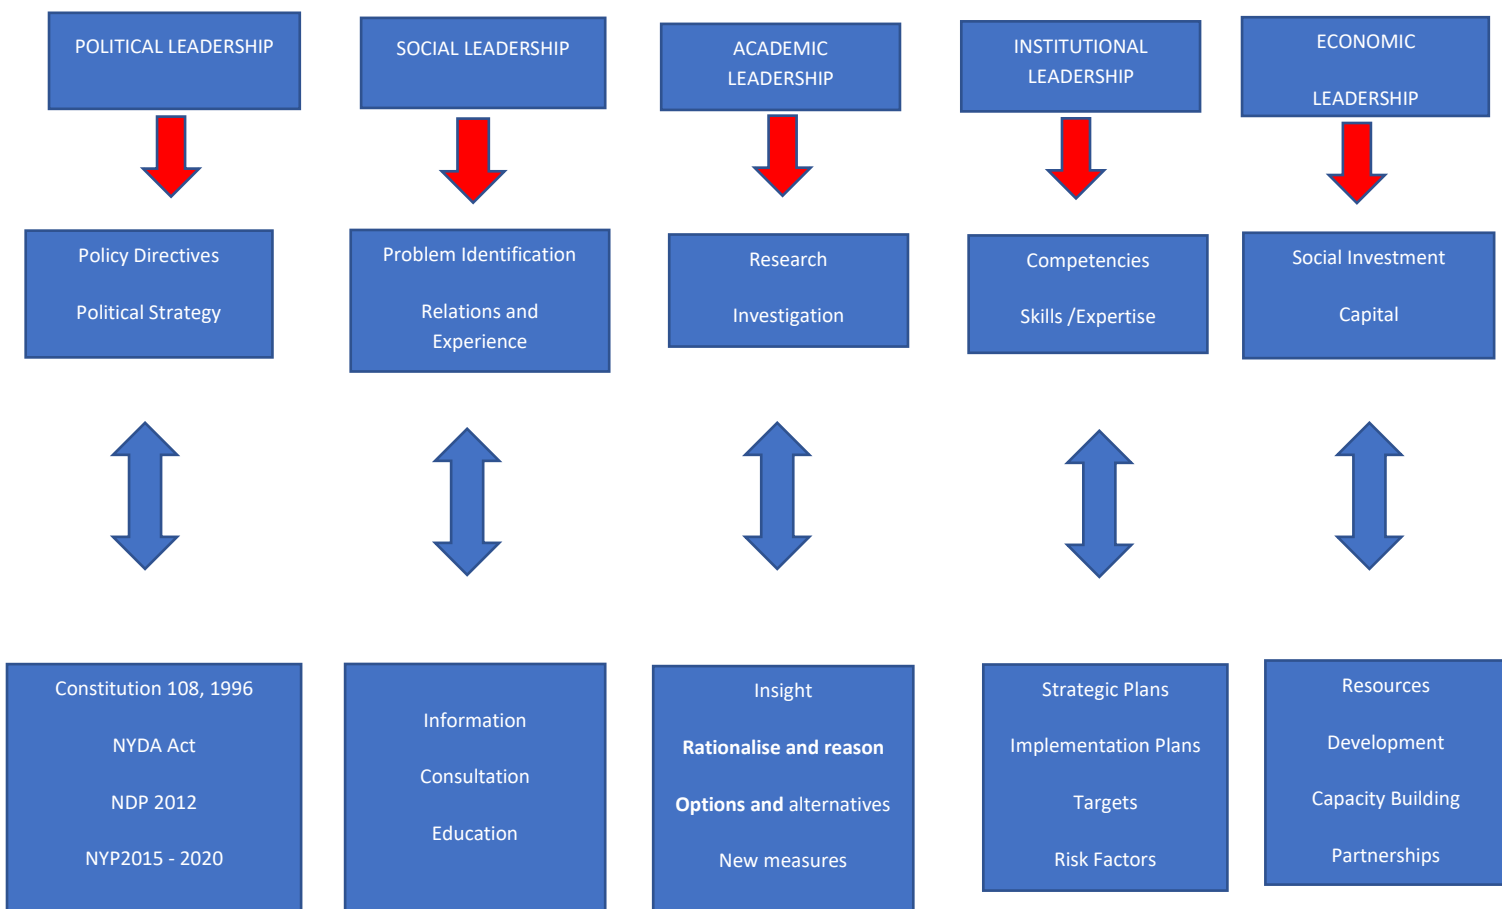 POLITICAL LEADERSHIP
SOCIAL LEADERSHIP
ACADEMIC
LEADERSHIP
INSTITUTIONAL
LEADERSHIP
ECONOMIC
LEADERSHIP
Policy Directives
Political Strategy
Problem Identification
Relations and
Experience
Research
Investigation
Competencies
Skills /Expertise
Social Investment
Capital
Constitution 108, 1996
NYDA Act
NDP 2012
NYP2015 - 2020
Information
Consultation
Education
Insight
Rationalise and reason
Options and alternatives
New measures
Strategic Plans
Implementation Plans
Targets
Risk Factors
Resources
Development
Capacity Building
Partnerships